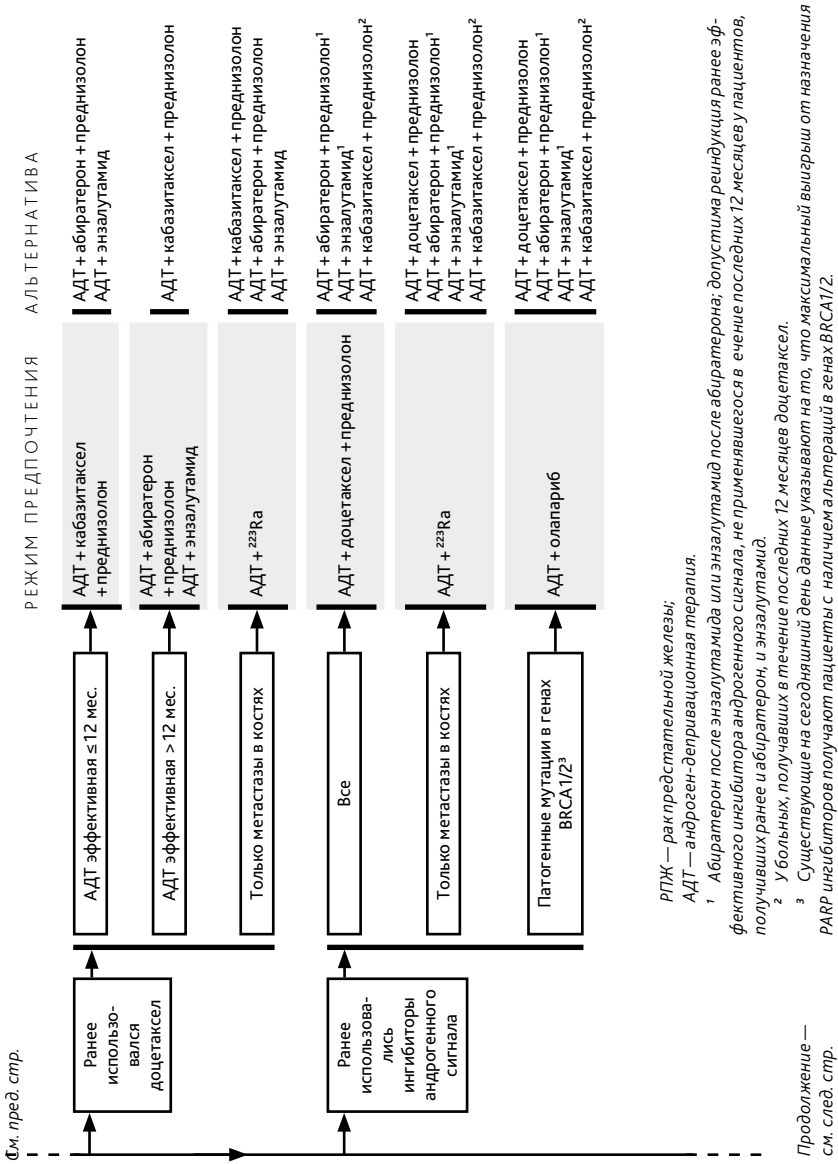 См. пред. стр.
РЕЖИМ ПРЕДПОЧТЕНИЯ
АЛЬТЕРНАТИВА
Ранее
использо-
вался
доцетаксел
АДТ эффективная ≤ 12 мес.
АДТ + кабазитаксел
+ преднизолон
АДТ + абиратерон + преднизолон
АДТ + энзалутамид
АДТ эффективная > 12 мес.
АДТ + абиратерон
+ преднизолон
АДТ + энзалутамид
АДТ + кабазитаксел + преднизолон
Только метастазы в костях
АДТ + ²²³Ra
АДТ + кабазитаксел + преднизолон
АДТ + абиратерон + преднизолон
АДТ + энзалутамид
Ранее
использова-
лись
ингибиторы
андрогенного
сигнала
Все
АДТ + доцетаксел + преднизолон
АДТ + абиратерон + преднизолон¹
АДТ + энзалутамид¹
АДТ + кабазитаксел + преднизолон²
Только метастазы в костях
АДТ + ²²³Ra
АДТ + доцетаксел + преднизолон
АДТ + абиратерон + преднизолон¹
АДТ + энзалутамид¹
АДТ + кабазитаксел + преднизолон²
Патогенные мутации в генах
BRCA1/2³
АДТ + олапариб
АДТ + доцетаксел + преднизолон
АДТ + абиратерон + преднизолон¹
АДТ + энзалутамид¹
АДТ + кабазитаксел + преднизолон²
РПЖ — рак предстательной железы;
АДТ — андроген-депривационная терапия.
¹ Абиратерон после энзалутамида или энзалутамид после абиратерона; допустима реиндукция ранее эф-
фективного ингибитора андрогенного сигнала, не применявшегося в ечение последних 12 месяцев у пациентов,
получивших ранее и абиратерон, и энзалутамид.
² У больных, получавших в течение последних 12 месяцев доцетаксел.
³ Существующие на сегодняшний день данные указывают на то, что максимальный выигрыш от назначения
PARP ингибиторов получают пациенты с наличием альтераций в генах BRCA1/2.
Продолжение —
см. след. стр.